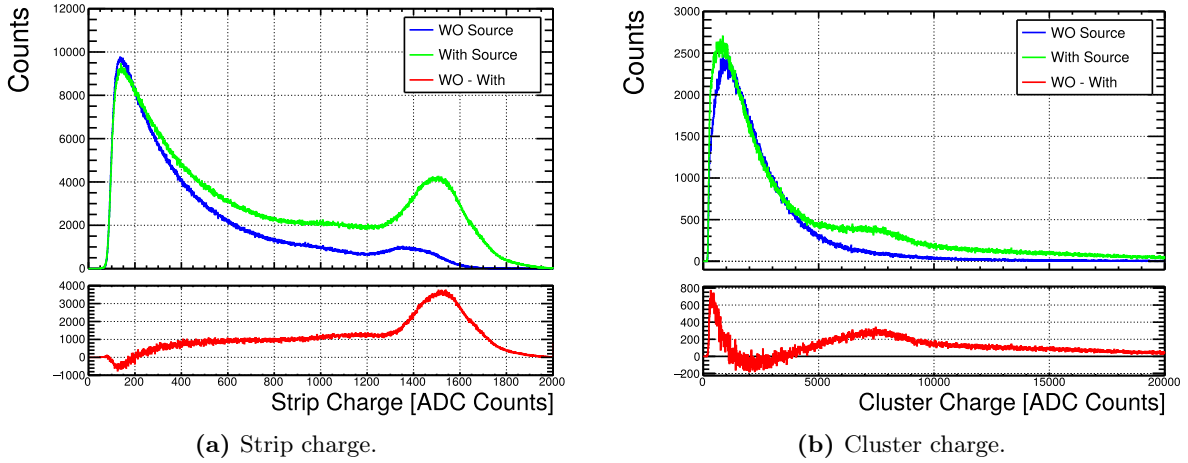 Counts
12000
10000
8000
6000
4000
2000
0
WO Source
With Source
WO - With
4000
3000
2000
1000
0
−1000
0 200 400 600 800 1000 1200 1400 1600 1800 2000
Strip Charge [ADC Counts]
(a) Strip charge.
Counts
3000
2500
2000
1500
1000
500
0
WO Source
With Source
WO - With
800
600
400
200
0
−200
0 5000 10000 15000 20000
Cluster Charge [ADC Counts]
(b) Cluster charge.